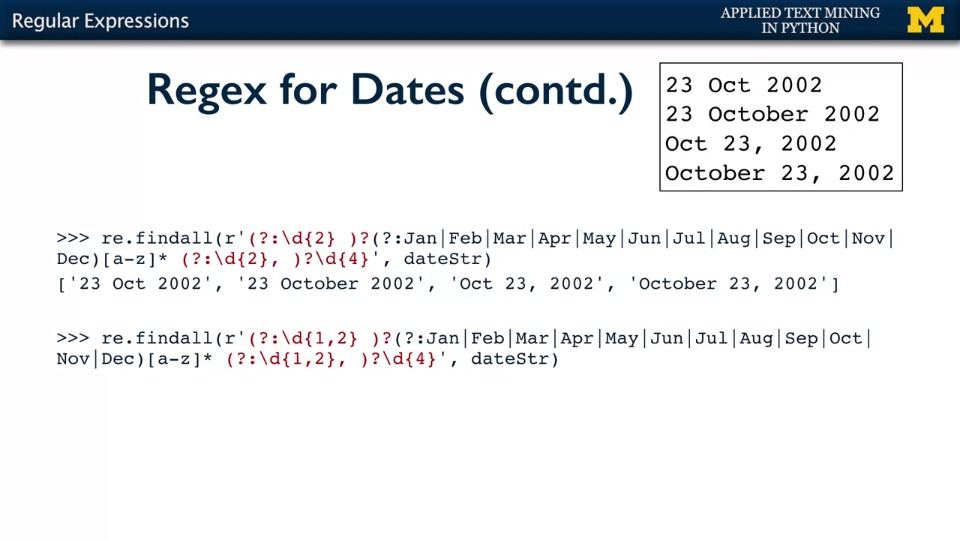 Regular Expressions
APPLIED TEXT MINING
IN PYTHON
M
Regex for Dates (contd.)
23 Oct 2002
23 October 2002
Oct 23, 2002
October 23, 2002
>>> re.findall(r'(?:\d{2} )?(?:Jan|Feb|Mar|Apr|May|Jun|Jul|Aug|Sep|Oct|Nov|
Dec)[a-z]* (?:\d{2}, )?\d{4}', dateStr)
['23 Oct 2002', '23 October 2002', 'Oct 23, 2002', 'October 23, 2002']
>>> re.findall(r'(?:\d{1,2} )?(?:Jan|Feb|Mar|Apr|May|Jun|Jul|Aug|Sep|Oct|
Nov|Dec)[a-z]* (?:\d{1,2}, )?\d{4}', dateStr)